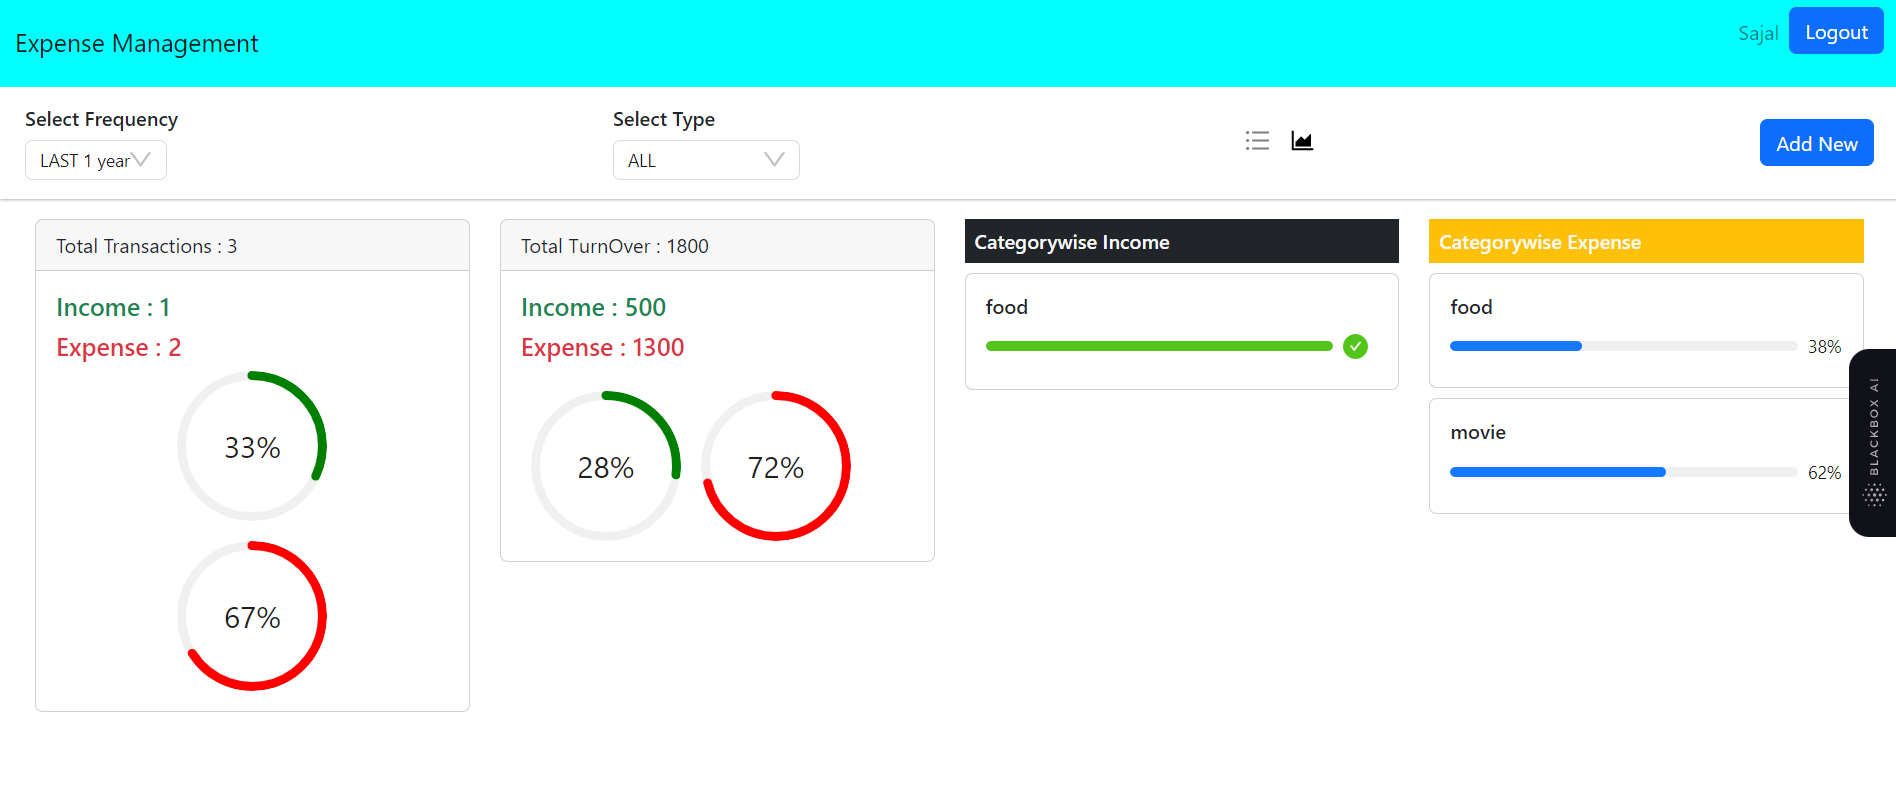 Expense Management
Sajal
Logout
Select Frequency
LAST 1 year
Select Type
ALL
Add New
Total Transactions : 3
Income : 1
Expense : 2
33%
67%
Total TurnOver : 1800
Income : 500
Expense : 1300
28%
72%
Categorywise Income
food
Categorywise Expense
food
38%
movie
62%
BLACKBOX AI